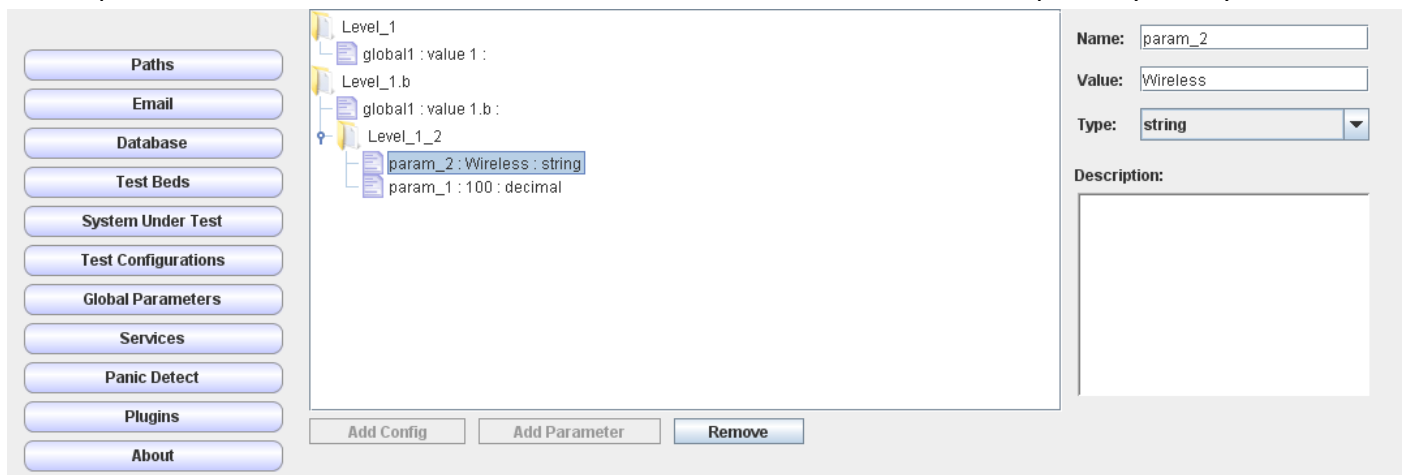 Paths
Email
Database
Test Beds
System Under Test
Test Configurations
Global Parameters
Services
Panic Detect
Plugins
About
Level_1
global1 : value 1 :
Level_1.b
global1 : value 1.b :
Level_1_2
param_2 : Wireless : string
param_1 : 100 : decimal
Add Config Add Parameter Remove
Name: param_2
Value: Wireless
Type: string
Description: